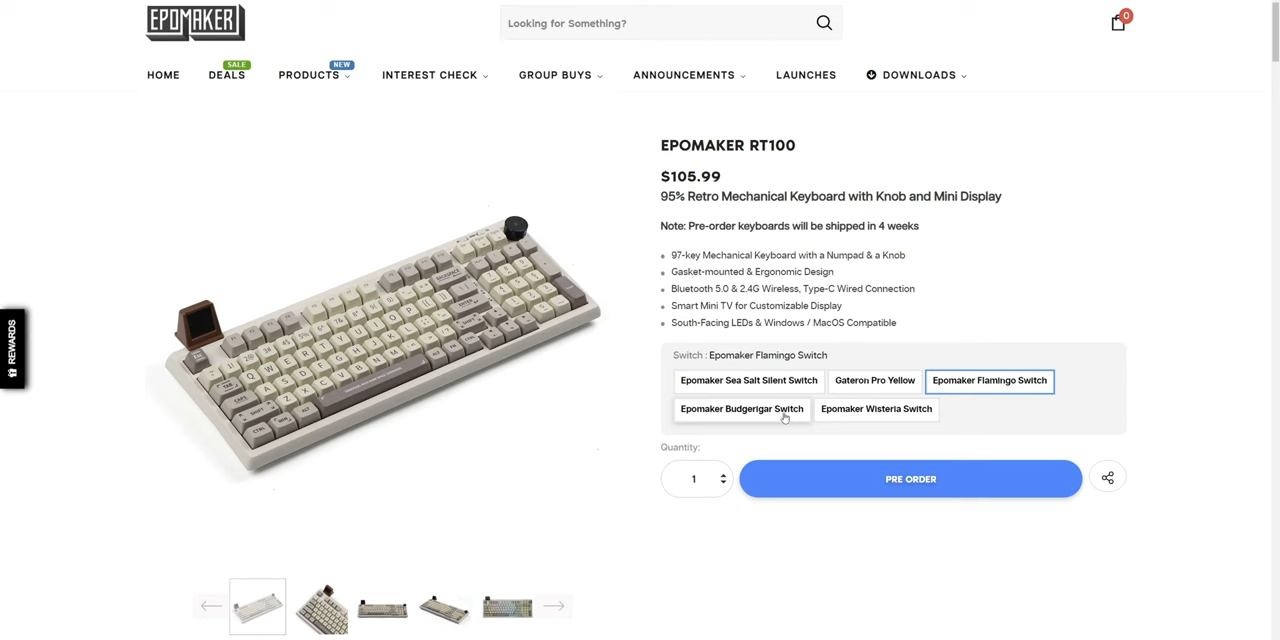 EPOMAKER
Looking for Something?
0
HOME
DEALS
SALE
PRODUCTS
NEW
INTEREST CHECK
GROUP BUYS
ANNOUNCEMENTS
LAUNCHES
DOWNLOADS
REWARDS
EPOMAKER RT100
$105.99
95% Retro Mechanical Keyboard with Knob and Mini Display
Note: Pre-order keyboards will be shipped in 4 weeks
97-key Mechanical Keyboard with a Numpad & a Knob
Gasket-mounted & Ergonomic Design
Bluetooth 5.0 & 2.4G Wireless, Type-C Wired Connection
Smart Mini TV for Customizable Display
South-Facing LEDs & Windows / MacOS Compatible
Switch : Epomaker Flamingo Switch
Epomaker Sea Salt Silent Switch
Gateron Pro Yellow
Epomaker Flamingo Switch
Epomaker Budgerigar Switch
Epomaker Wisteria Switch
Quantity:
1
PRE ORDER